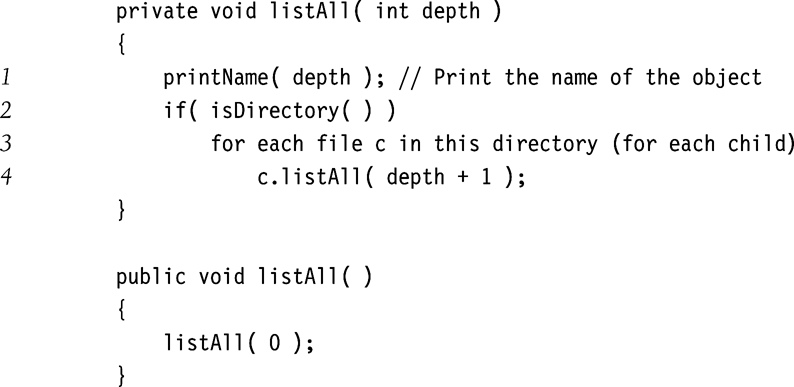 private void listAll( int depth )
{
1 printName( depth ); // Print the name of the object
2 if( isDirectory( ) )
3 for each file c in this directory (for each child)
4 c.listAll( depth + 1 );
}
public void listAll( )
{
listAll( 0 );
}